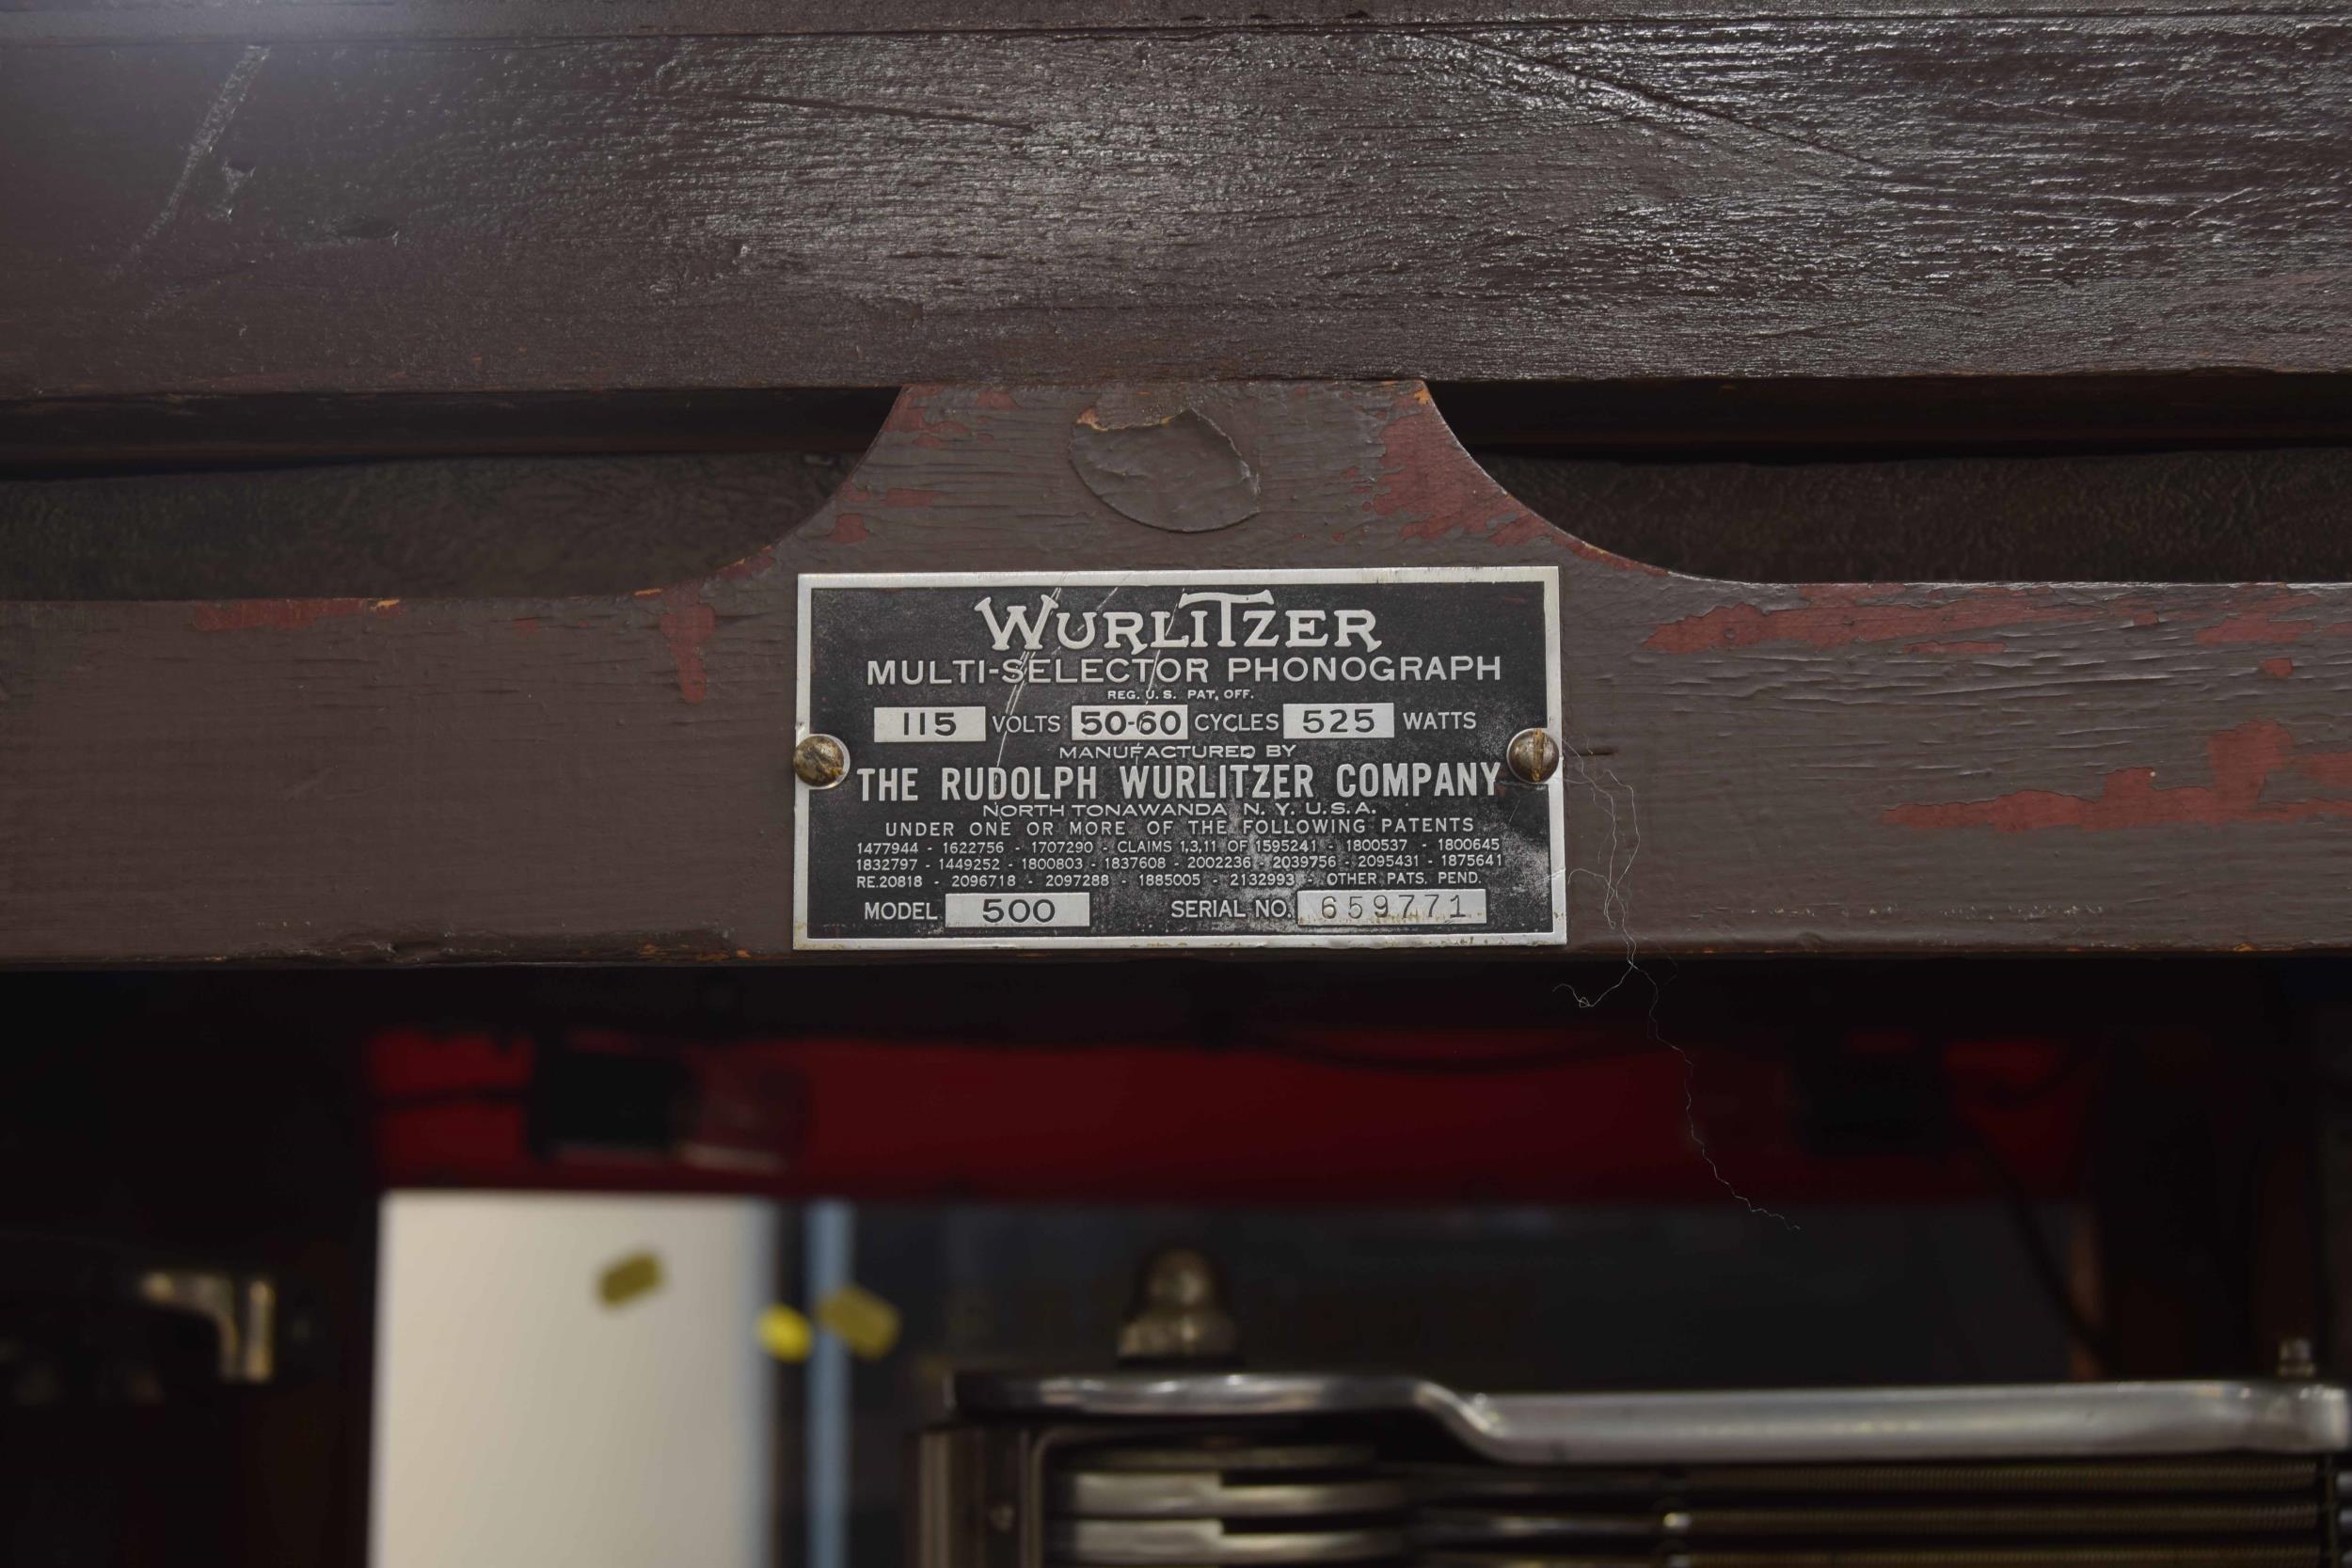 WURLITZER
MULTI-SELECTOR PHONOGRAPH
REG. U.S. PAT. OFF.
115 VOLTS 50-60 CYCLES 525 WATTS
MANUFACTURED BY
THE RUDOLPH WURLITZER COMPANY
NORTH TONAWANDA N. Y. U.S.A.
UNDER ONE OR MORE OF THE FOLLOWING PATENTS
1477944 - 1622756 - 1707290 - CLAIMS 1,3,11 OF 1595241 - 1800537 - 1800645
1832797 - 1449252 - 1800803 - 1837608 - 2002236 - 2039756 - 2095431 - 1875641
RE.20818 - 2096718 - 2097288 - 1885005 - 2132993 - OTHER PATS. PEND.
MODEL 500 SERIAL NO. 659771